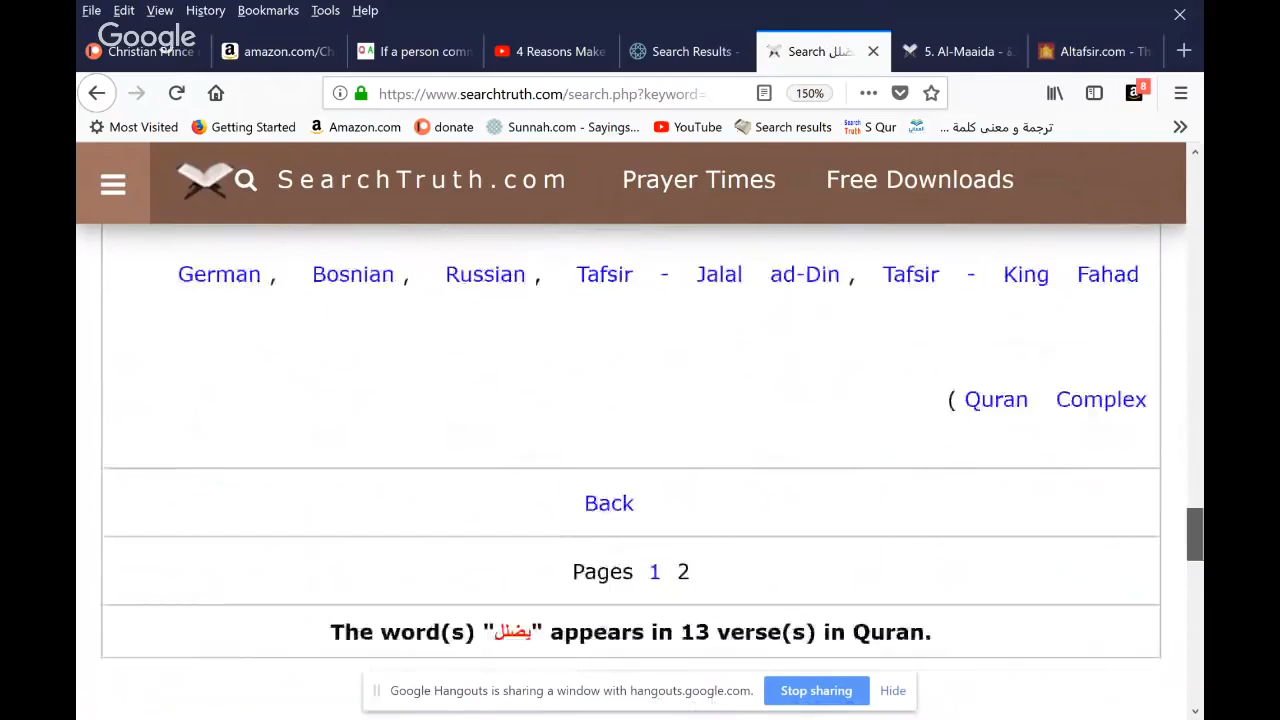 File Edit View History Bookmarks Tools Help
Google
Christian Prince amazon.com/Ch If a person comm 4 Reasons Make Search Results - Search يضلل 5. Al-Maaida - Altafsir.com - Th
https://www.searchtruth.com/search.php?keyword= 150% 8
Most Visited Getting Started Amazon.com donate Sunnah.com - Sayings... YouTube Search results Search Truth S Qur ترجمة و معنى كلمة ...
SearchTruth.com Prayer Times Free Downloads
German , Bosnian , Russian , Tafsir - Jalal ad-Din , Tafsir - King Fahad
( Quran Complex
Back
Pages 1 2
The word(s) "يضلل" appears in 13 verse(s) in Quran.
Google Hangouts is sharing a window with hangouts.google.com. Stop sharing Hide